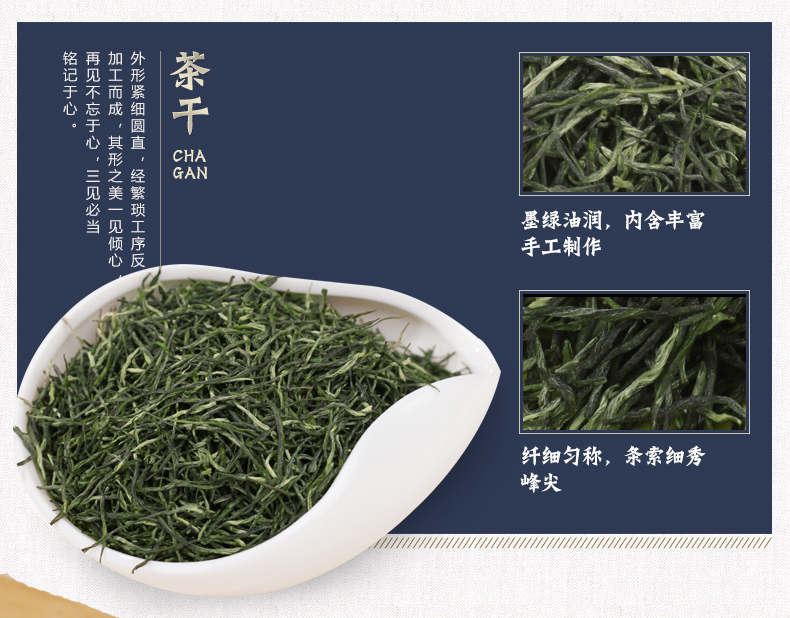 茶干
CHA
GAN
外形紧细圆直，经繁琐工序反
加工而成，其形之美一见倾心，
再见不忘于心，三见必当
铭记于心。
墨绿油润，内含丰富
手工制作
纤细匀称，条索细秀
峰尖